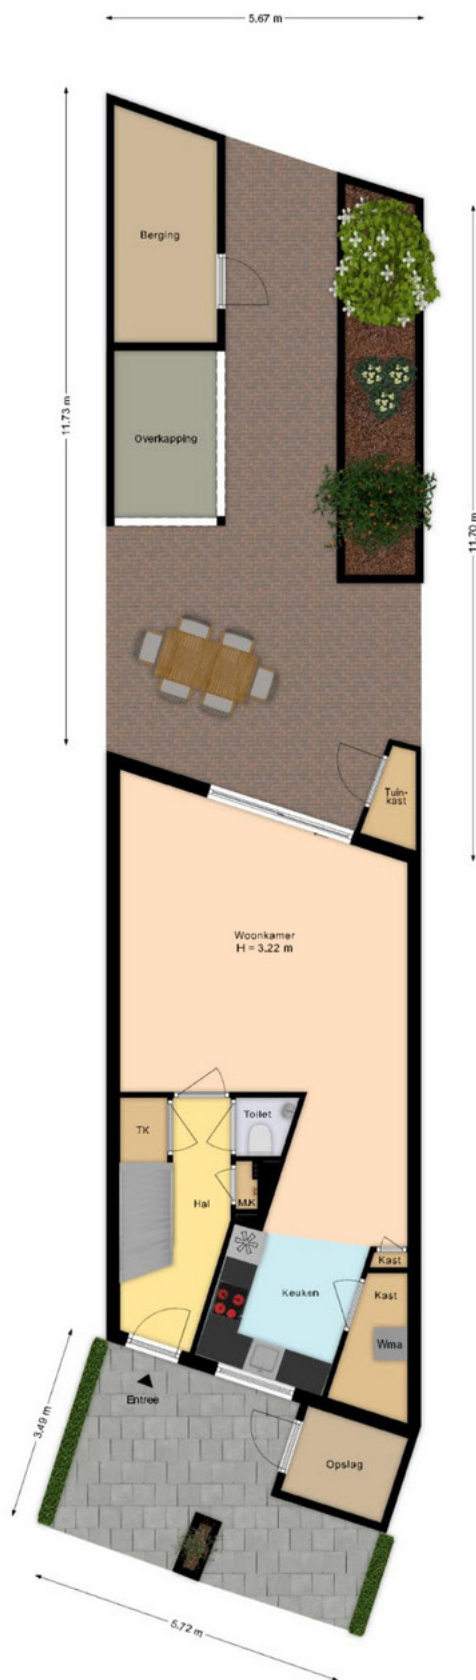 5.67 m
Berging
11.73 m
Overkapping
11.70 m
Tuin-
kast
Woonkamer
H = 3.22 m
TK
Toilet
Hal
MK
Kast
Keuken
Kast
Wma
Entree
3.49 m
Opslag
5.72 m